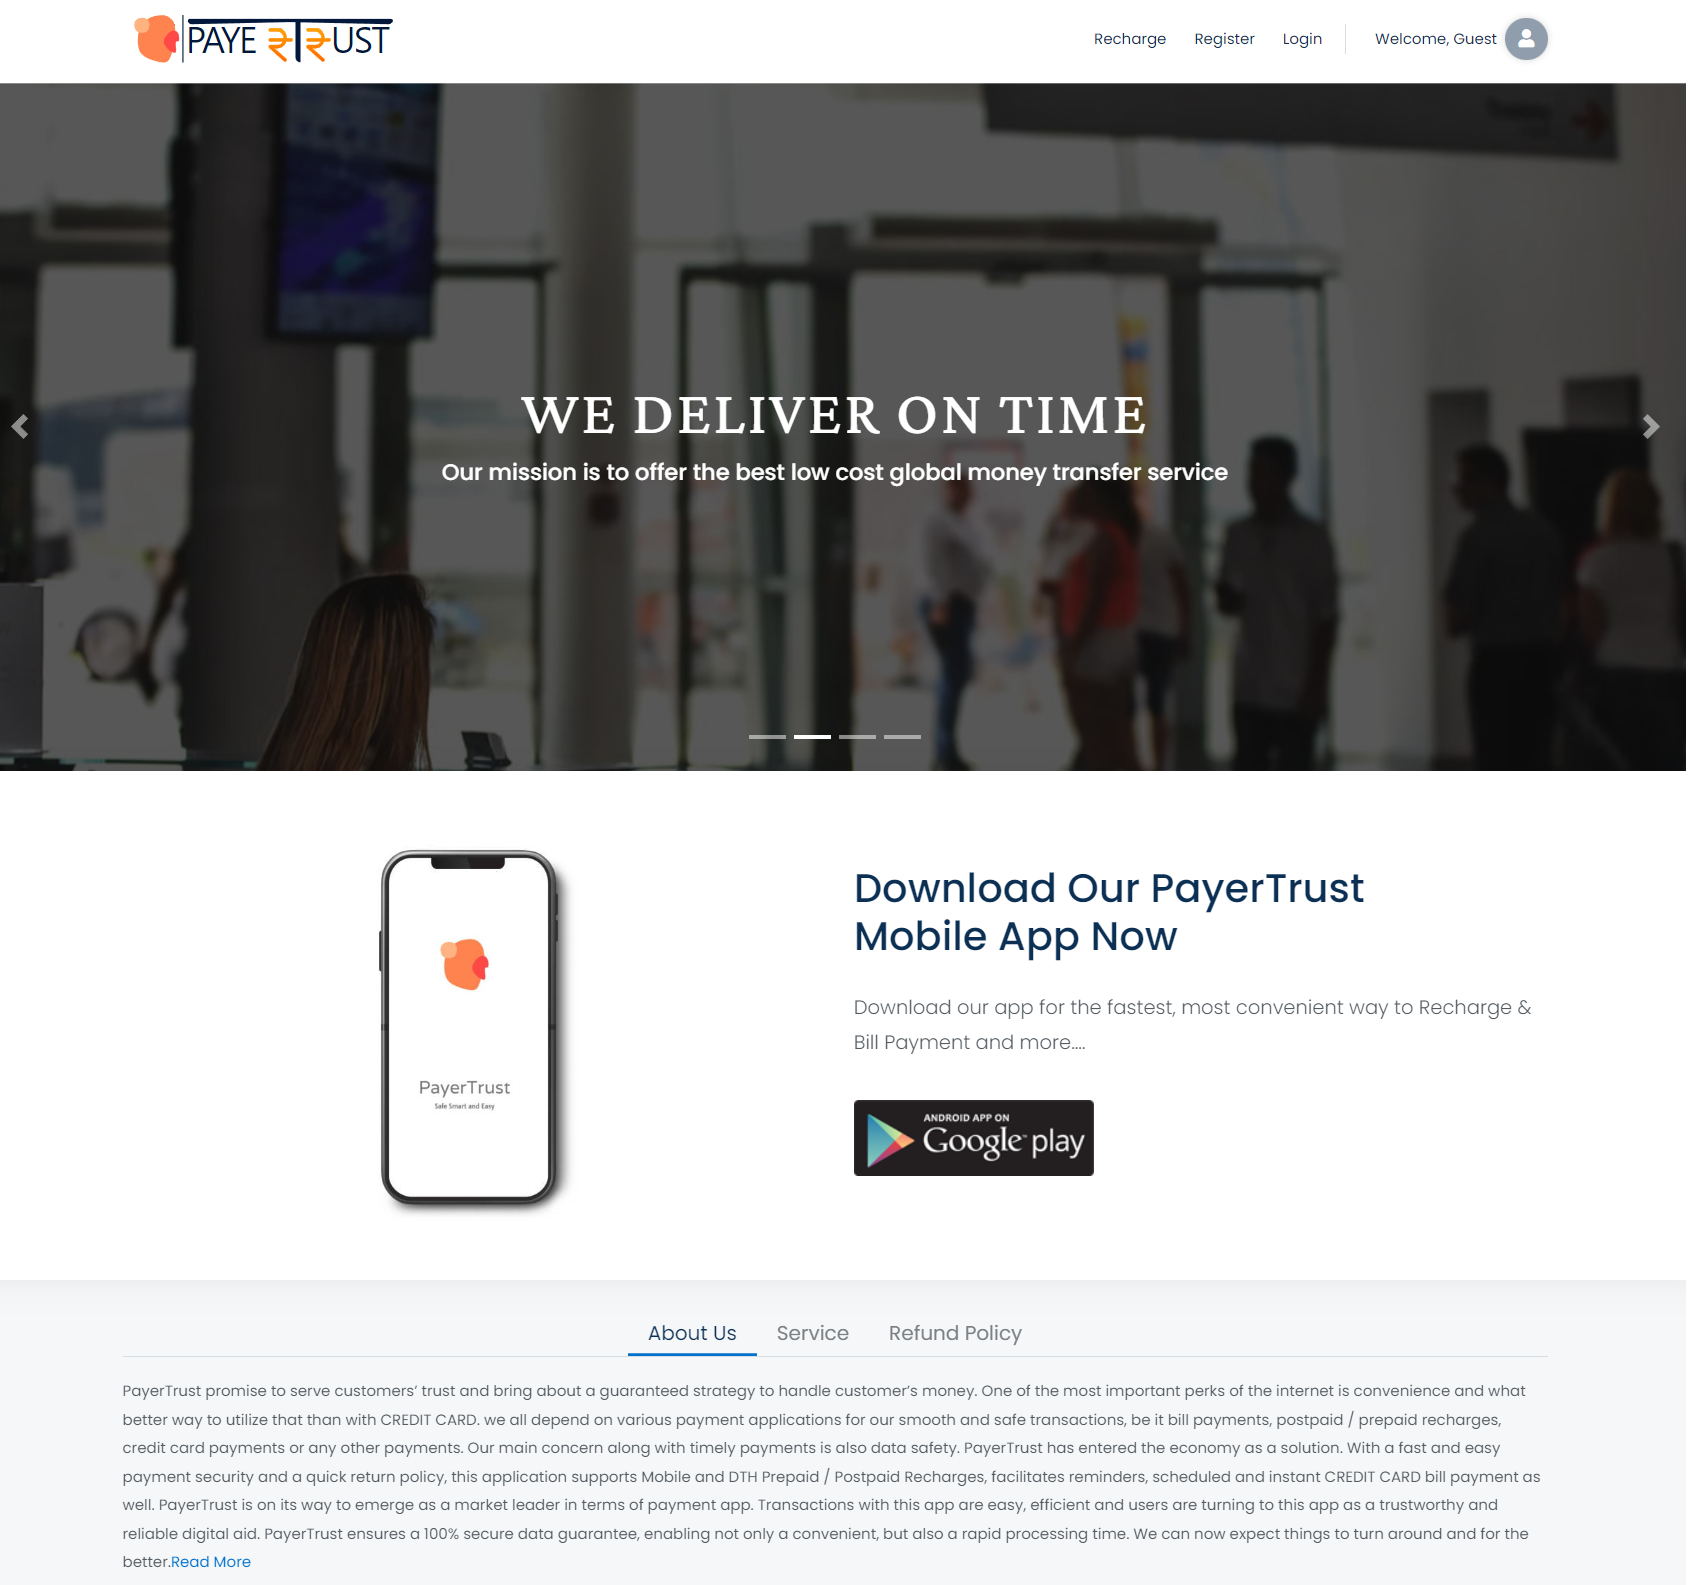 PAYE₹T₹UST
Recharge
Register
Login
Welcome, Guest
WE DELIVER ON TIME
Our mission is to offer the best low cost global money transfer service
Download Our PayerTrust
Mobile App Now
Download our app for the fastest, most convenient way to Recharge &
Bill Payment and more....
ANDROID APP ON
Google play
PayerTrust
Safe Smart and Easy
About Us
Service
Refund Policy
PayerTrust promise to serve customers’ trust and bring about a guaranteed strategy to handle customer’s money. One of the most important perks of the internet is convenience and what
better way to utilize that than with CREDIT CARD. we all depend on various payment applications for our smooth and safe transactions, be it bill payments, postpaid / prepaid recharges,
credit card payments or any other payments. Our main concern along with timely payments is also data safety. PayerTrust has entered the economy as a solution. With a fast and easy
payment security and a quick return policy, this application supports Mobile and DTH Prepaid / Postpaid Recharges, facilitates reminders, scheduled and instant CREDIT CARD bill payment as
well. PayerTrust is on its way to emerge as a market leader in terms of payment app. Transactions with this app are easy, efficient and users are turning to this app as a trustworthy and
reliable digital aid. PayerTrust ensures a 100% secure data guarantee, enabling not only a convenient, but also a rapid processing time. We can now expect things to turn around and for the
better.Read More